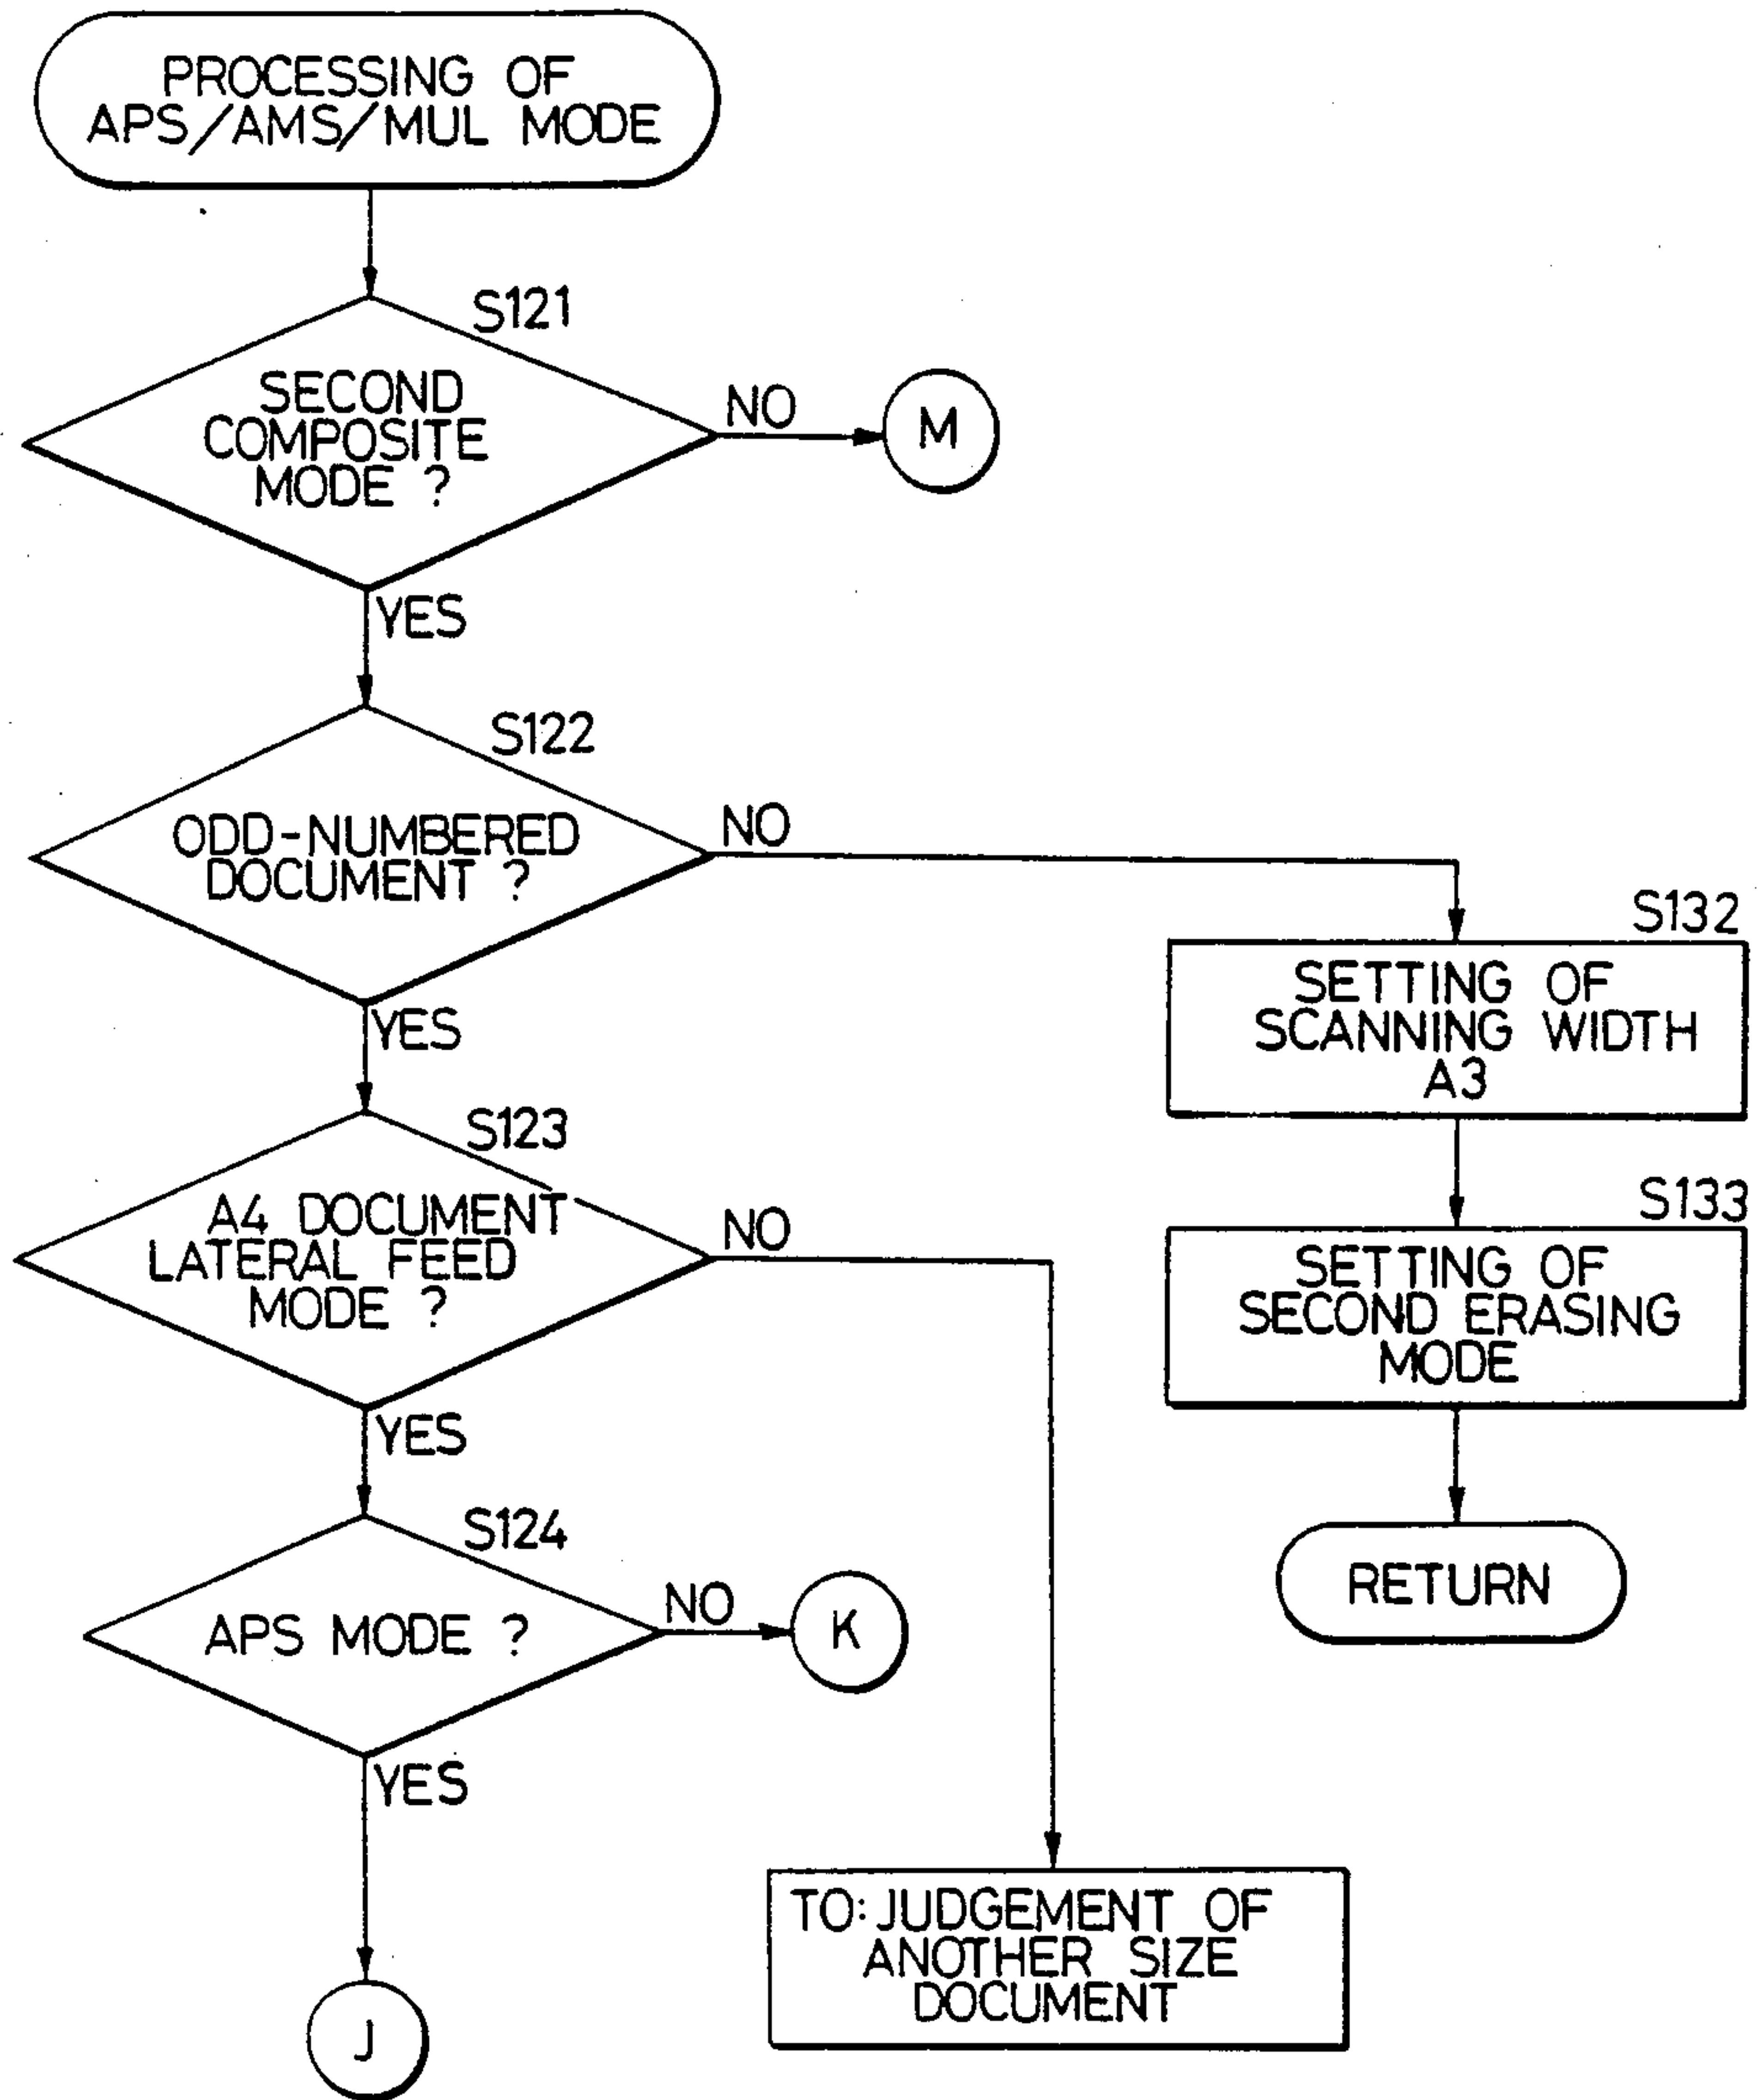 PROCESSING OF
APS/AMS/MUL MODE
S121
SECOND
COMPOSITE
MODE ?
NO
M
YES
S122
ODD-NUMBERED
DOCUMENT ?
NO
YES
S132
SETTING OF
SCANNING WIDTH
A3
S123
A4 DOCUMENT
LATERAL FEED
MODE ?
NO
YES
S133
SETTING OF
SECOND ERASING
MODE
S124
APS MODE ?
NO
K
YES
RETURN
TO: JUDGEMENT OF
ANOTHER SIZE
DOCUMENT
J